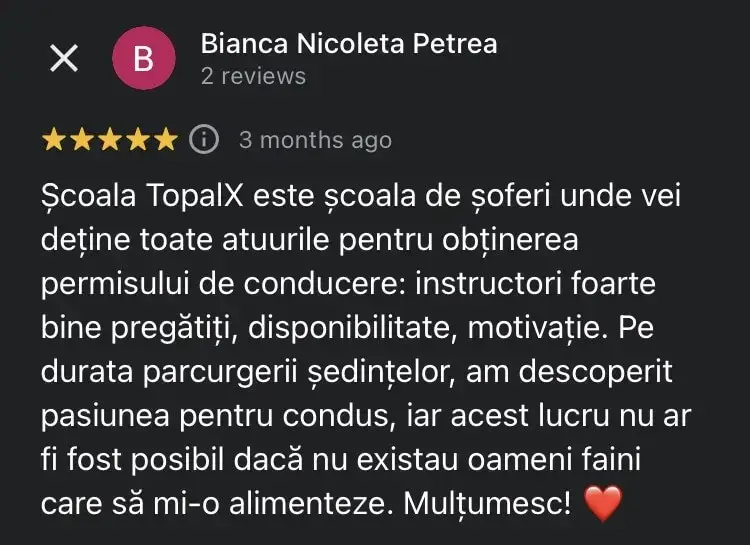 B
Bianca Nicoleta Petrea
2 reviews
3 months ago
Școala TopalX este școala de șoferi unde vei
deține toate atuurile pentru obținerea
permisului de conducere: instructori foarte
bine pregătiți, disponibilitate, motivație. Pe
durata parcurgerii ședințelor, am descoperit
pasiunea pentru condus, iar acest lucru nu ar
fi fost posibil dacă nu existau oameni faini
care să mi-o alimenteze. Mulțumesc! ❤️